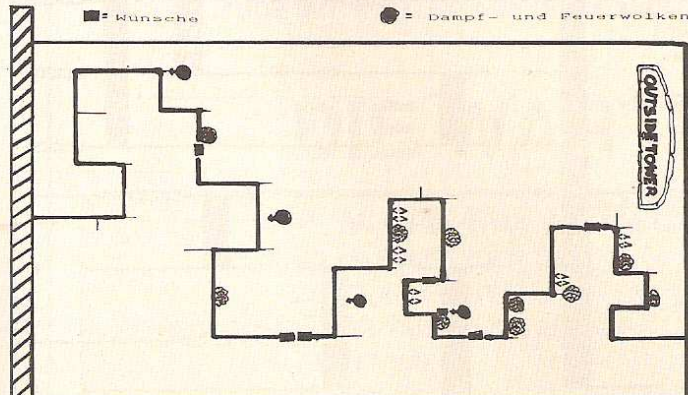 ■= Wünsche
●= Dampf- und Feuerwolken
OUTSIDE TOWER